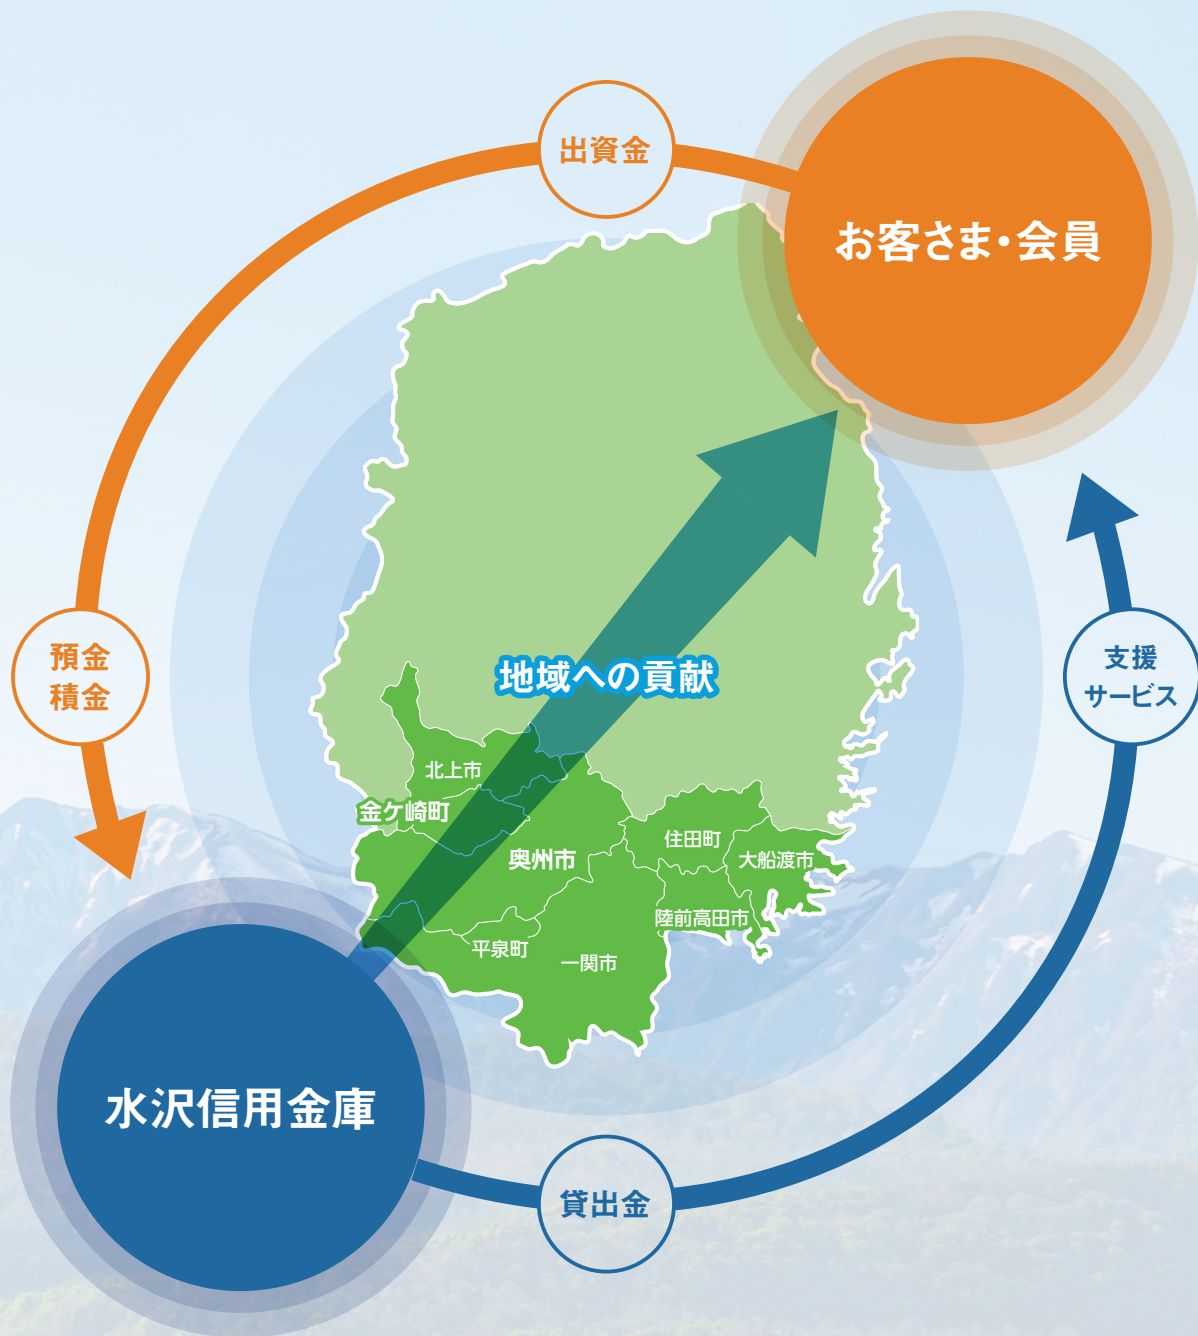 出資金
お客さま・会員
預金
積金
地域への貢献
支援
サービス
北上市
金ケ崎町
奥州市
住田町
大船渡市
陸前高田市
平泉町
一関市
水沢信用金庫
貸出金